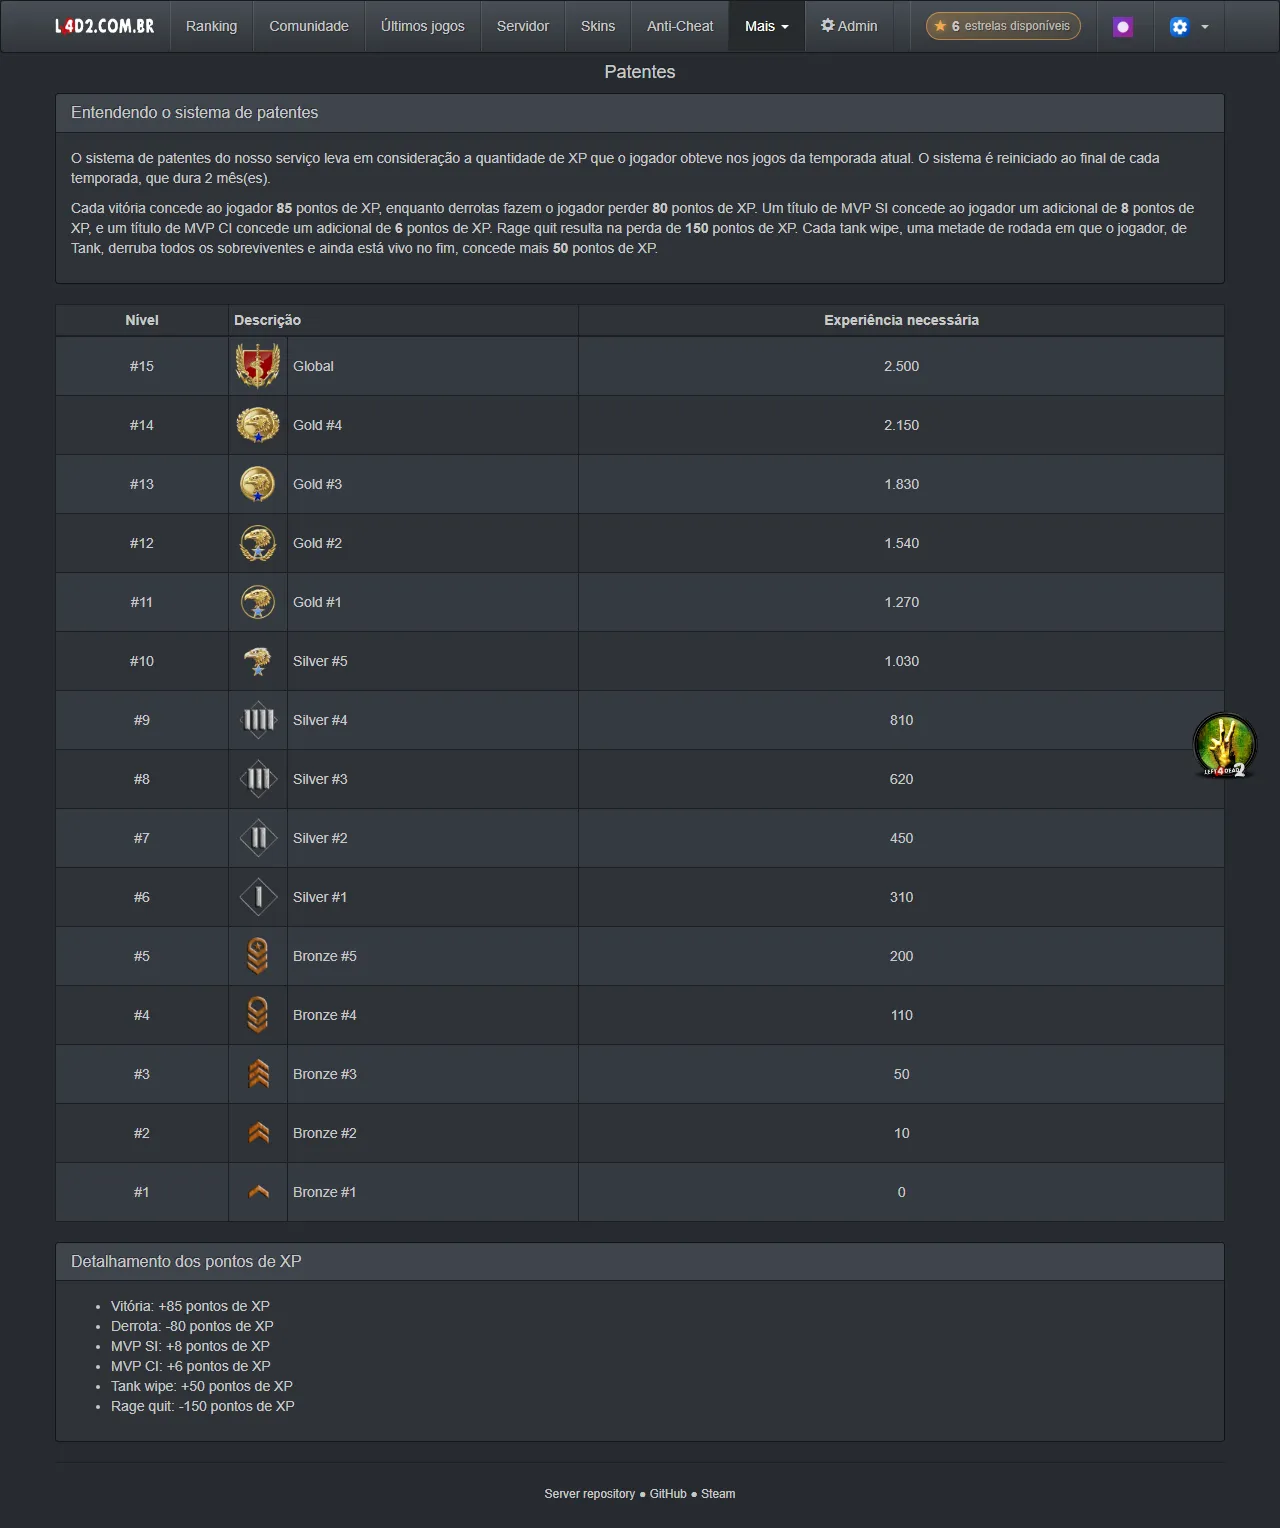 L4D2.COM.BR Ranking Comunidade Últimos jogos Servidor Skins Anti-Cheat Mais Admin 6 estrelas disponíveis
Patentes
Entendendo o sistema de patentes
O sistema de patentes do nosso serviço leva em consideração a quantidade de XP que o jogador obteve nos jogos da temporada atual. O sistema é reiniciado ao final de cada
temporada, que dura 2 mês(es).
Cada vitória concede ao jogador 85 pontos de XP, enquanto derrotas fazem o jogador perder 80 pontos de XP. Um título de MVP SI concede ao jogador um adicional de 8 pontos de
XP, e um título de MVP CI concede um adicional de 6 pontos de XP. Rage quit resulta na perda de 150 pontos de XP. Cada tank wipe, uma metade de rodada em que o jogador, de
Tank, derruba todos os sobreviventes e ainda está vivo no fim, concede mais 50 pontos de XP.
Nível Descrição Experiência necessária
#15 Global 2.500
#14 Gold #4 2.150
#13 Gold #3 1.830
#12 Gold #2 1.540
#11 Gold #1 1.270
#10 Silver #5 1.030
#9 Silver #4 810
LEFT 4 DEAD 2
#8 Silver #3 620
#7 Silver #2 450
#6 Silver #1 310
#5 Bronze #5 200
#4 Bronze #4 110
#3 Bronze #3 50
#2 Bronze #2 10
#1 Bronze #1 0
Detalhamento dos pontos de XP
• Vitória: +85 pontos de XP
• Derrota: -80 pontos de XP
• MVP SI: +8 pontos de XP
• MVP CI: +6 pontos de XP
• Tank wipe: +50 pontos de XP
• Rage quit: -150 pontos de XP
Server repository ● GitHub ● Steam